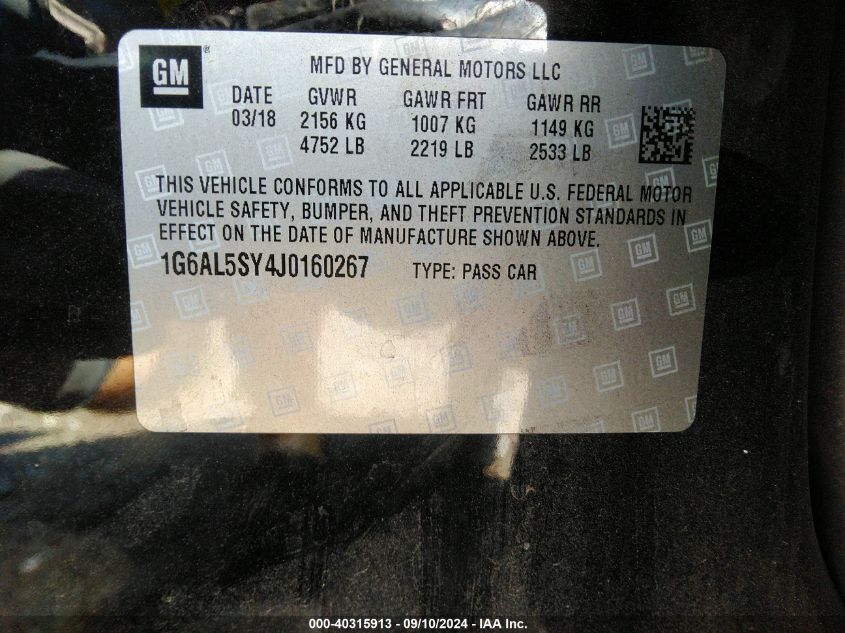 GM ®
MFD BY GENERAL MOTORS LLC
DATE GVWR GAWR FRT GAWR RR
03/18 2156 KG 1007 KG 1149 KG
4752 LB 2219 LB 2533 LB
THIS VEHICLE CONFORMS TO ALL APPLICABLE U.S. FEDERAL MOTOR
VEHICLE SAFETY, BUMPER, AND THEFT PREVENTION STANDARDS IN
EFFECT ON THE DATE OF MANUFACTURE SHOWN ABOVE.
1G6AL5SY4J0160267 TYPE: PASS CAR
000-40315913 - 09/10/2024 - IAA Inc.